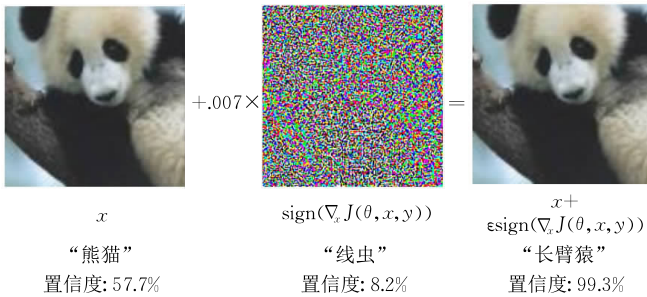 +.007× =
x
sign(∇ₓJ(θ,x,y))
x+
εsign(∇ₓJ(θ,x,y))
“熊猫”
“线虫”
“长臂猿”
置信度:57.7%
置信度:8.2%
置信度:99.3%